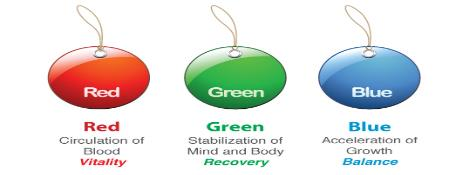 Red
Green
Blue
Red
Circulation of
Blood
Vitality
Green
Stabilization of
Mind and Body
Recovery
Blue
Acceleration of
Growth
Balance